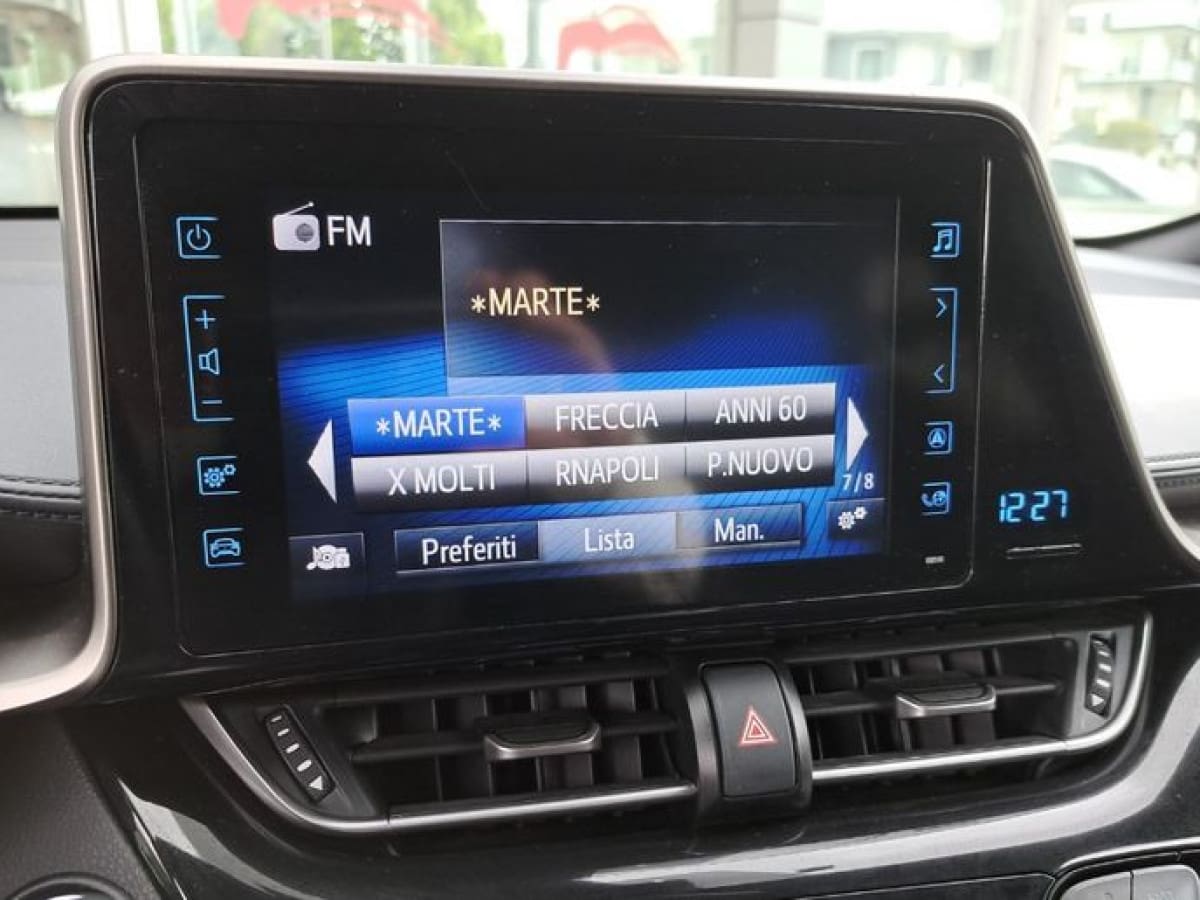 FM
*MARTE*
*MARTE* FRECCIA ANNI 60
X MOLTI RNAPOLI P.NUOVO
7/8
Preferiti Lista Man.
12:27